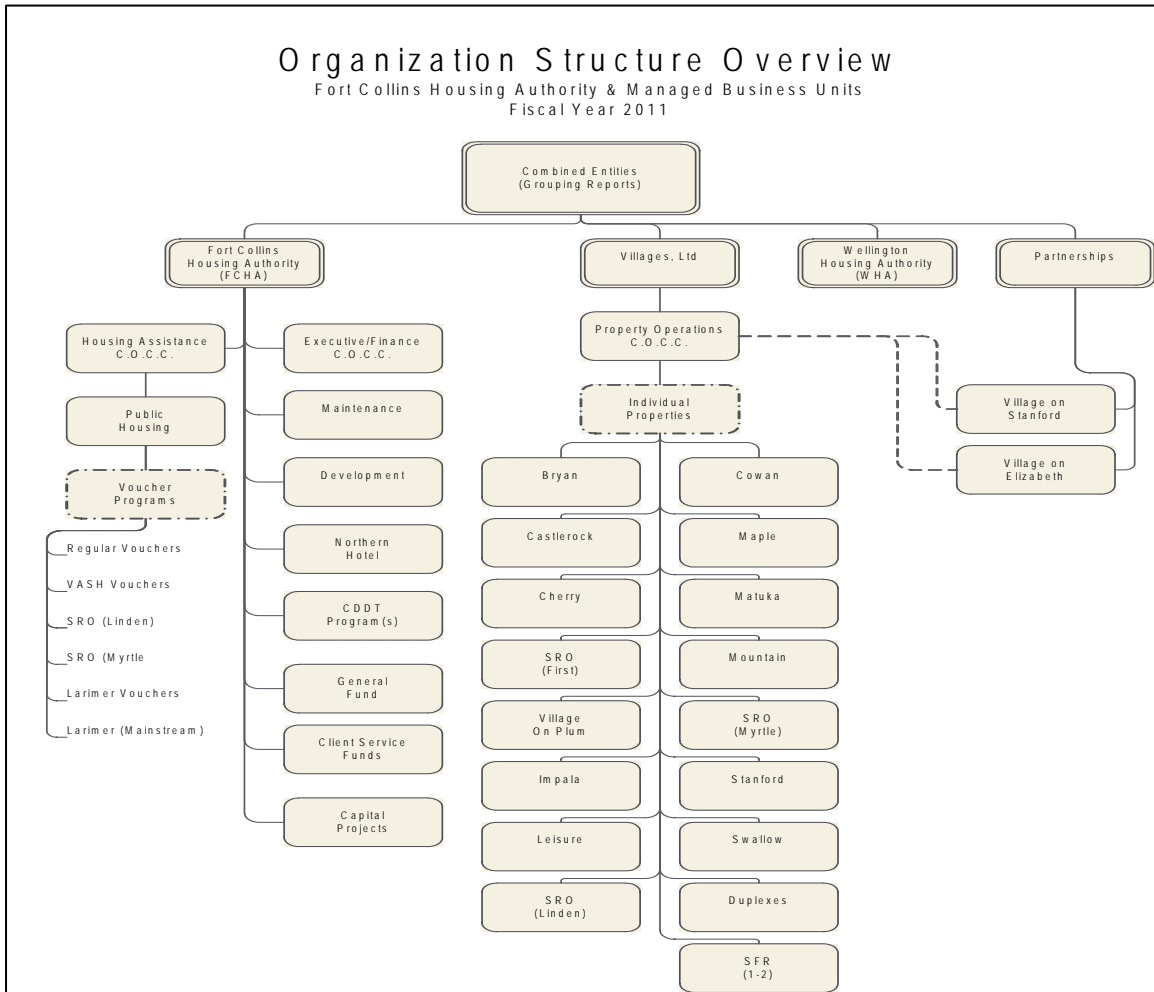 Organization Structure Overview
Fort Collins Housing Authority & Managed Business Units
Fiscal Year 2011
Combined Entities
(Grouping Reports)
Fort Collins
Housing Authority
(FCHA)
Villages, Ltd
Wellington
Housing Authority
(WHA)
Partnerships
Housing Assistance
C.O.C.C.
Public
Housing
Voucher
Programs
Regular Vouchers
VASH Vouchers
SRO (Linden)
SRO (Myrtle
Larimer Vouchers
Larimer (Mainstream)
Executive/Finance
C.O.C.C.
Maintenance
Development
Northern
Hotel
CDDT
Program(s)
General
Fund
Client Service
Funds
Capital
Projects
Property Operations
C.O.C.C.
Individual
Properties
Bryan
Cowan
Castlerock
Maple
Cherry
Matuka
SRO
(First)
Mountain
Village
On Plum
SRO
(Myrtle)
Impala
Stanford
Leisure
Swallow
SRO
(Linden)
Duplexes
SFR
(1-2)
Village on
Stanford
Village on
Elizabeth